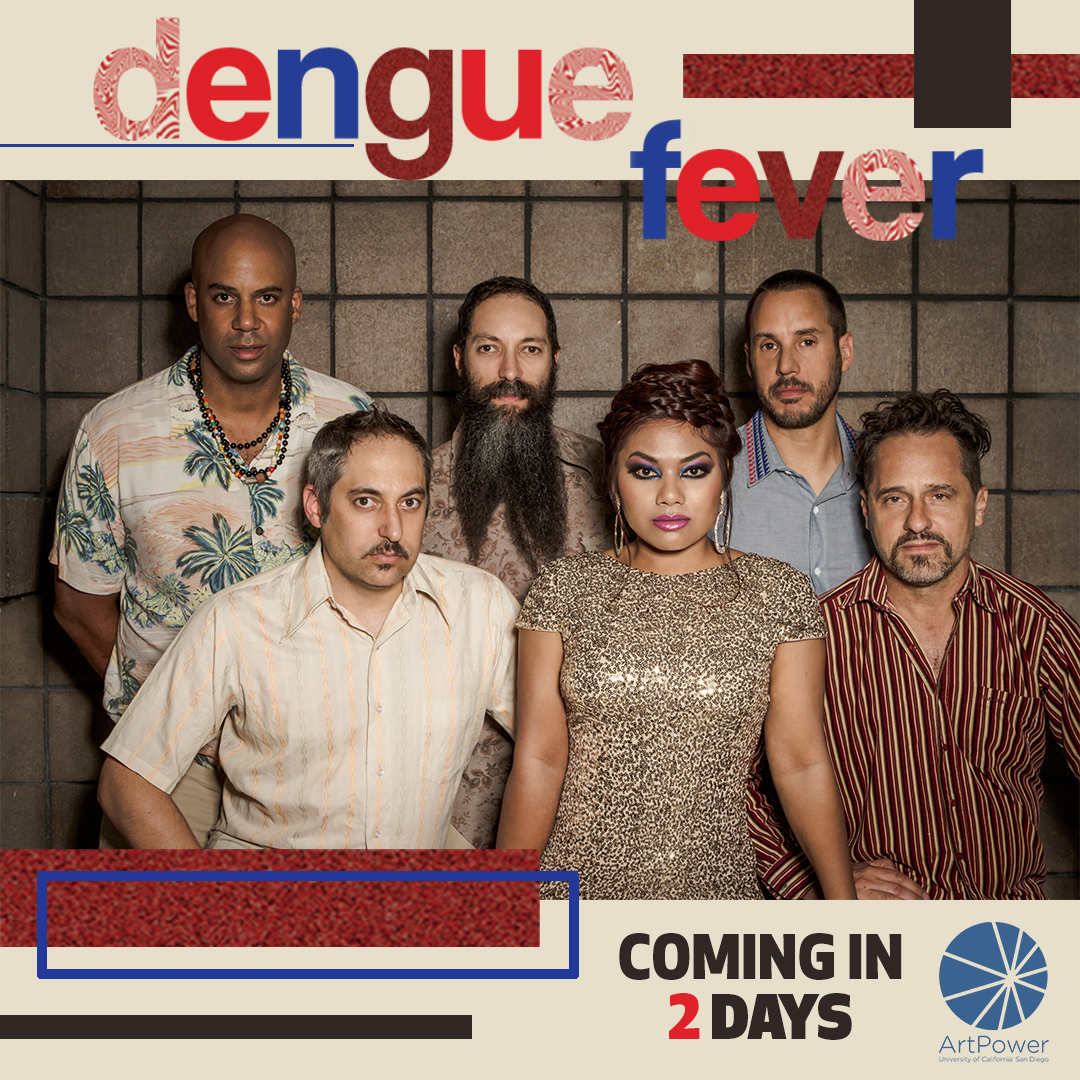 dengue
fever
COMING IN
2 DAYS
ArtPower
University of California San Diego